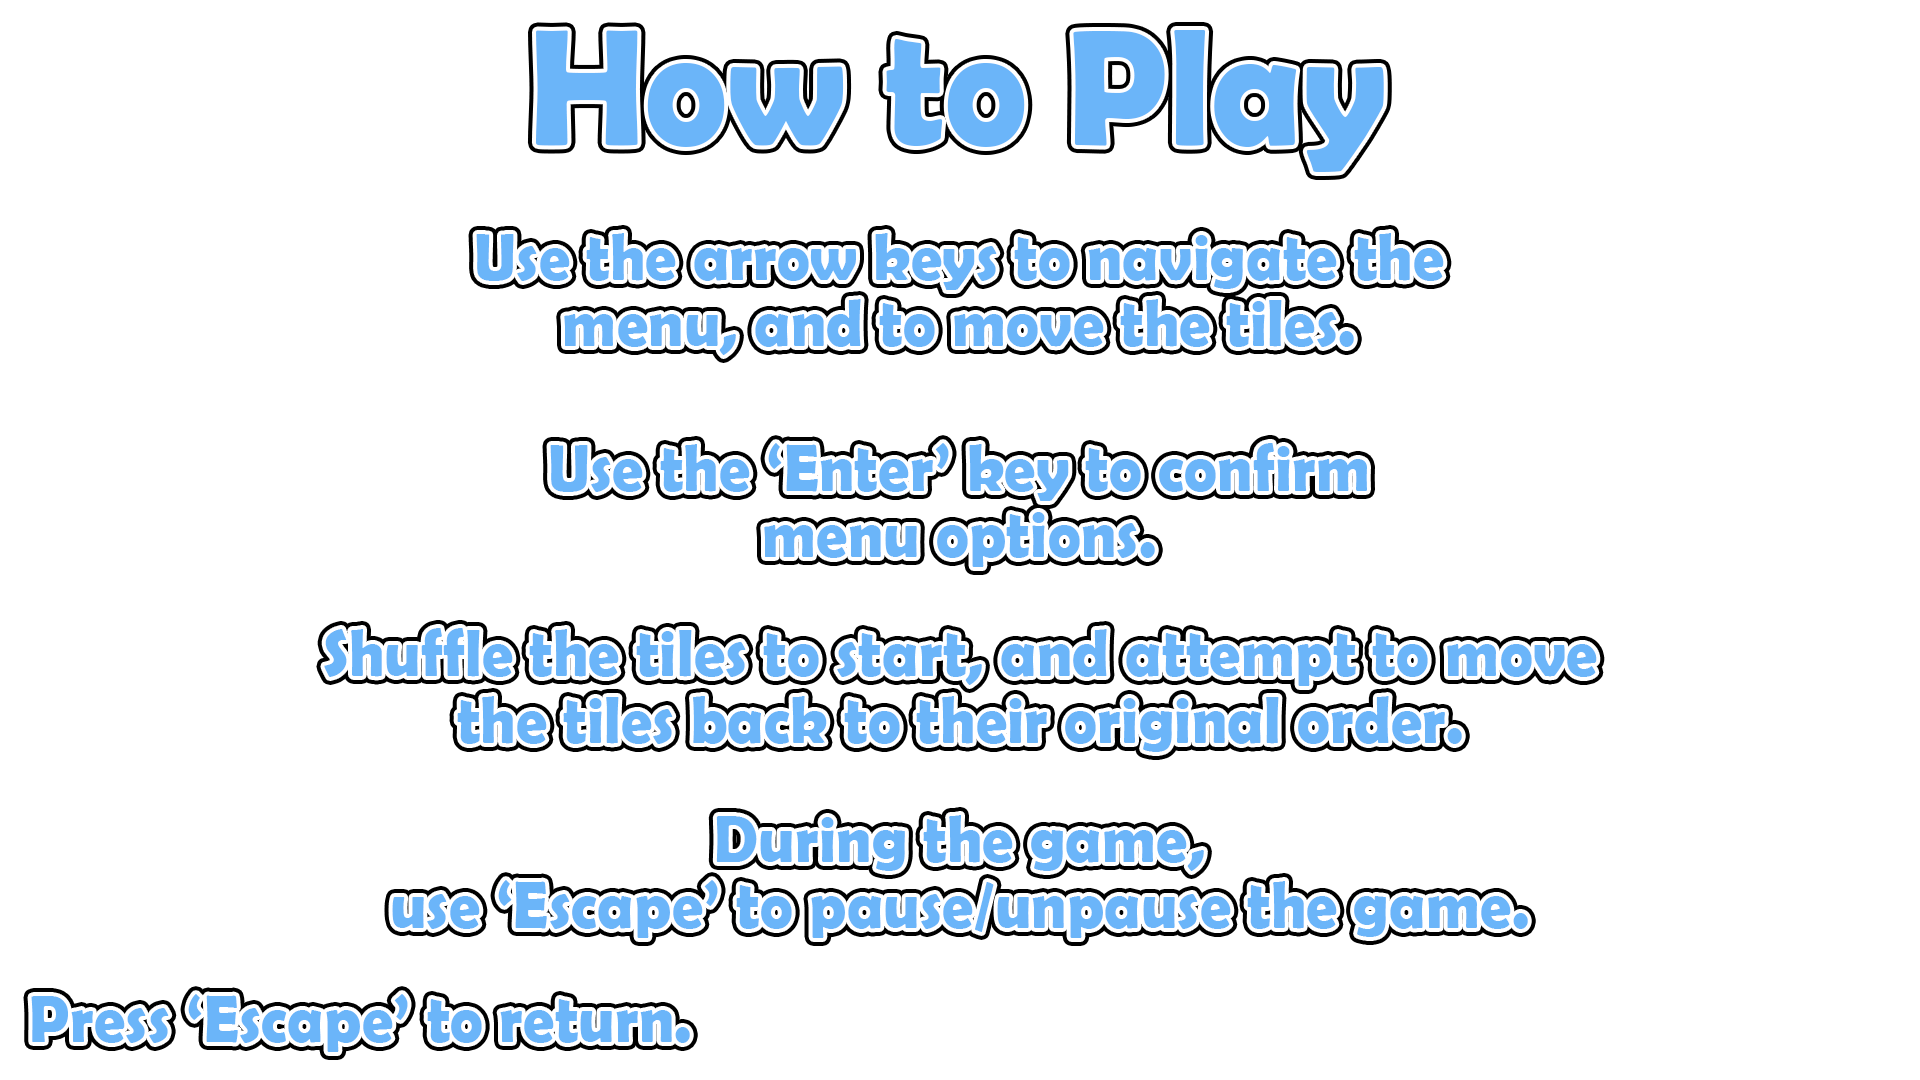 How to Play
Use the arrow keys to navigate the
menu, and to move the tiles.
Use the ‘Enter’ key to confirm
menu options.
Shuffle the tiles to start, and attempt to move
the tiles back to their original order.
During the game,
use ‘Escape’ to pause/unpause the game.
Press ‘Escape’ to return.